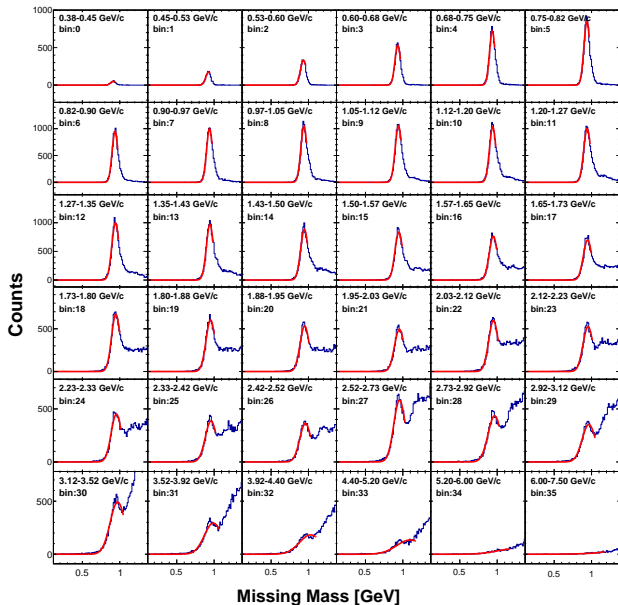 1000
500
0
0.38-0.45 GeV/c
bin:0
0.45-0.53 GeV/c
bin:1
0.53-0.60 GeV/c
bin:2
0.60-0.68 GeV/c
bin:3
0.68-0.75 GeV/c
bin:4
0.75-0.82 GeV/c
bin:5
1000
500
0
0.82-0.90 GeV/c
bin:6
0.90-0.97 GeV/c
bin:7
0.97-1.05 GeV/c
bin:8
1.05-1.12 GeV/c
bin:9
1.12-1.20 GeV/c
bin:10
1.20-1.27 GeV/c
bin:11
1000
500
0
1.27-1.35 GeV/c
bin:12
1.35-1.43 GeV/c
bin:13
1.43-1.50 GeV/c
bin:14
1.50-1.57 GeV/c
bin:15
1.57-1.65 GeV/c
bin:16
1.65-1.73 GeV/c
bin:17
Counts
500
0
1.73-1.80 GeV/c
bin:18
1.80-1.88 GeV/c
bin:19
1.88-1.95 GeV/c
bin:20
1.95-2.03 GeV/c
bin:21
2.03-2.12 GeV/c
bin:22
2.12-2.23 GeV/c
bin:23
500
0
2.23-2.33 GeV/c
bin:24
2.33-2.42 GeV/c
bin:25
2.42-2.52 GeV/c
bin:26
2.52-2.73 GeV/c
bin:27
2.73-2.92 GeV/c
bin:28
2.92-3.12 GeV/c
bin:29
500
0
3.12-3.52 GeV/c
bin:30
3.52-3.92 GeV/c
bin:31
3.92-4.40 GeV/c
bin:32
4.40-5.20 GeV/c
bin:33
5.20-6.00 GeV/c
bin:34
6.00-7.50 GeV/c
bin:35
0.5 1 0.5 1 0.5 1 0.5 1 0.5 1 0.5 1
Missing Mass [GeV]